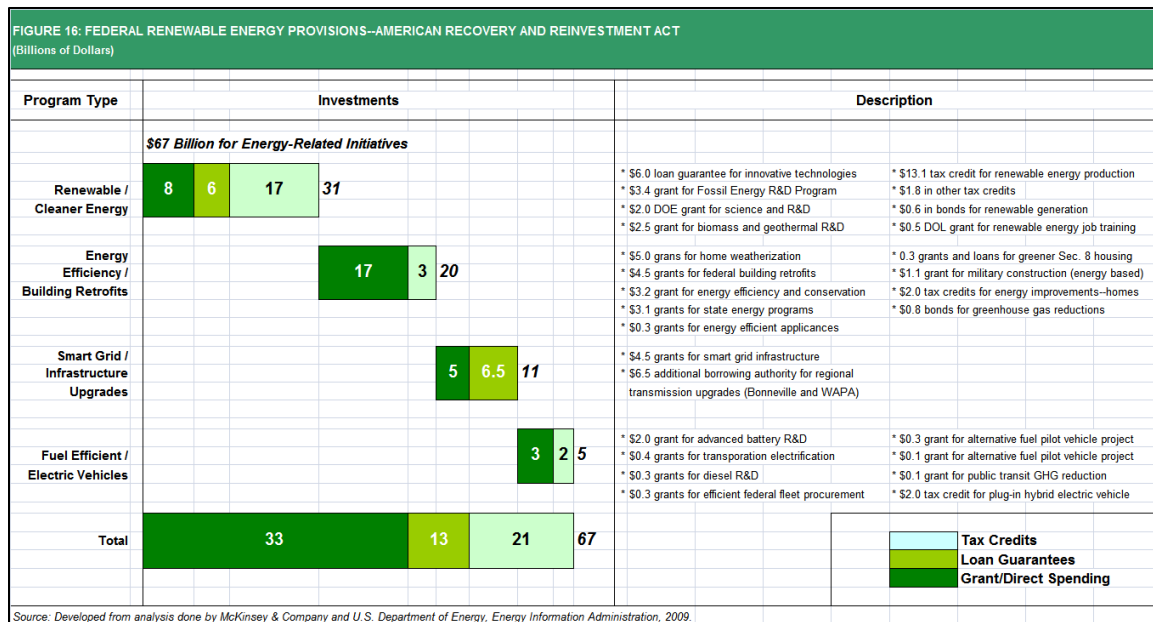 FIGURE 16: FEDERAL RENEWABLE ENERGY PROVISIONS--AMERICAN RECOVERY AND REINVESTMENT ACT
(Billions of Dollars)
Program Type Investments Description
$67 Billion for Energy-Related Initiatives
Renewable /
Cleaner Energy
8 6 17 31
* $6.0 loan guarantee for innovative technologies
* $3.4 grant for Fossil Energy R&D Program
* $2.0 DOE grant for science and R&D
* $2.5 grant for biomass and geothermal R&D
* $13.1 tax credit for renewable energy production
* $1.8 in other tax credits
* $0.6 in bonds for renewable generation
* $0.5 DOL grant for renewable energy job training
Energy
Efficiency /
Building Retrofits
17 3 20
* $5.0 grans for home weatherization
* $4.5 grants for federal building retrofits
* $3.2 grant for energy efficiency and conservation
* $3.1 grants for state energy programs
* $0.3 grants for energy efficient applicances
* 0.3 grants and loans for greener Sec. 8 housing
* $1.1 grant for military construction (energy based)
* $2.0 tax credits for energy improvements--homes
* $0.8 bonds for greenhouse gas reductions
Smart Grid /
Infrastructure
Upgrades
5 6.5 11
* $4.5 grants for smart grid infrastructure
* $6.5 additional borrowing authority for regional
transmission upgrades (Bonneville and WAPA)
Fuel Efficient /
Electric Vehicles
3 2 5
* $2.0 grant for advanced battery R&D
* $0.4 grants for transporation electrification
* $0.3 grants for diesel R&D
* $0.3 grants for efficient federal fleet procurement
* $0.3 grant for alternative fuel pilot vehicle project
* $0.1 grant for alternative fuel pilot vehicle project
* $0.1 grant for public transit GHG reduction
* $2.0 tax credit for plug-in hybrid electric vehicle
Total
33 13 21 67
Tax Credits
Loan Guarantees
Grant/Direct Spending
Source: Developed from analysis done by McKinsey & Company and U.S. Department of Energy, Energy Information Administration, 2009.